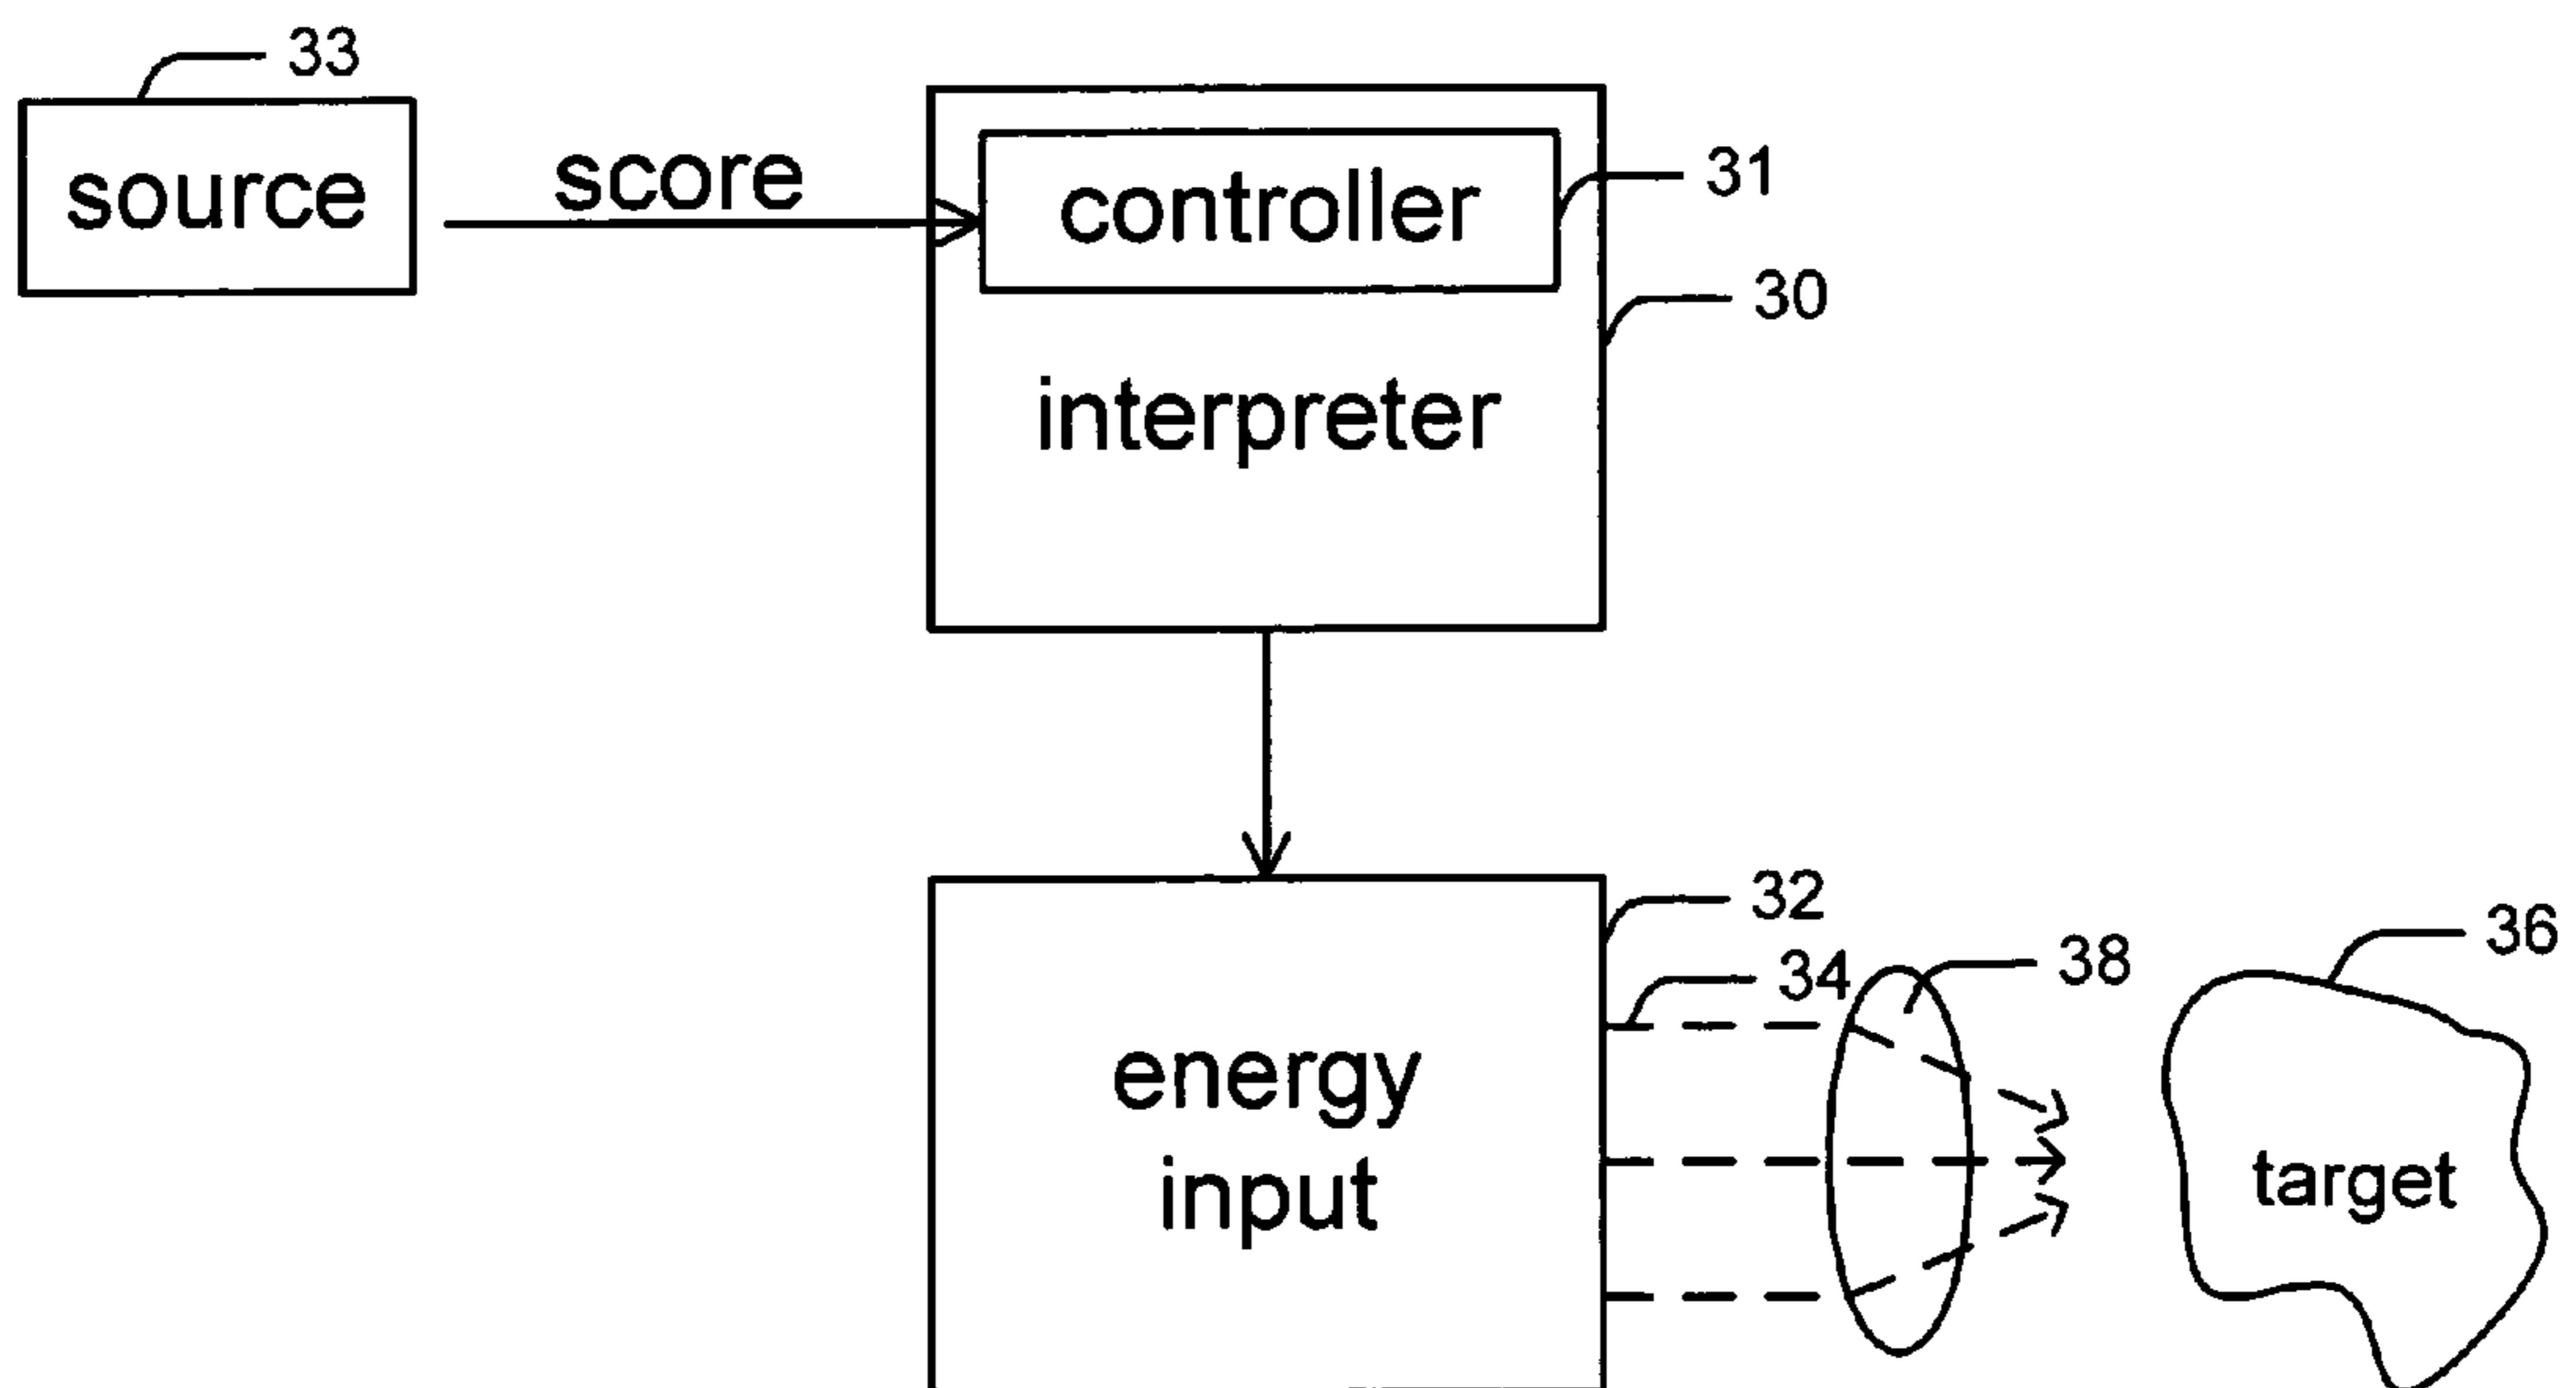 33
source
score
controller
31
30
interpreter
32
34
38
36
energy
input
target